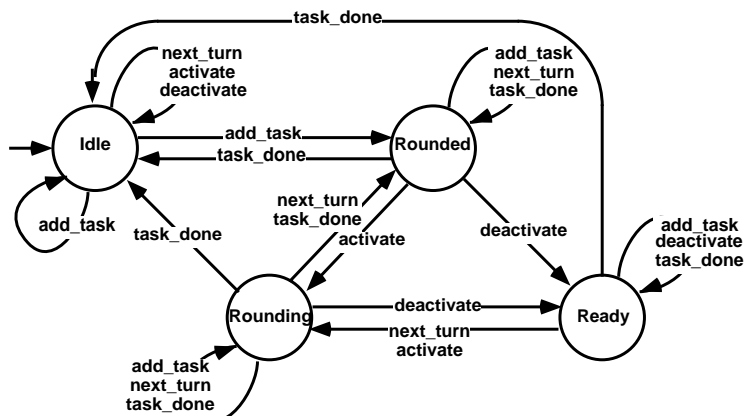 task_done
next_turn
activate
deactivate
add_task
next_turn
task_done
Idle
add_task
Rounded
task_done
add_task
next_turn
task_done
task_done
activate
deactivate
add_task
deactivate
task_done
Rounding
deactivate
Ready
next_turn
activate
add_task
next_turn
task_done